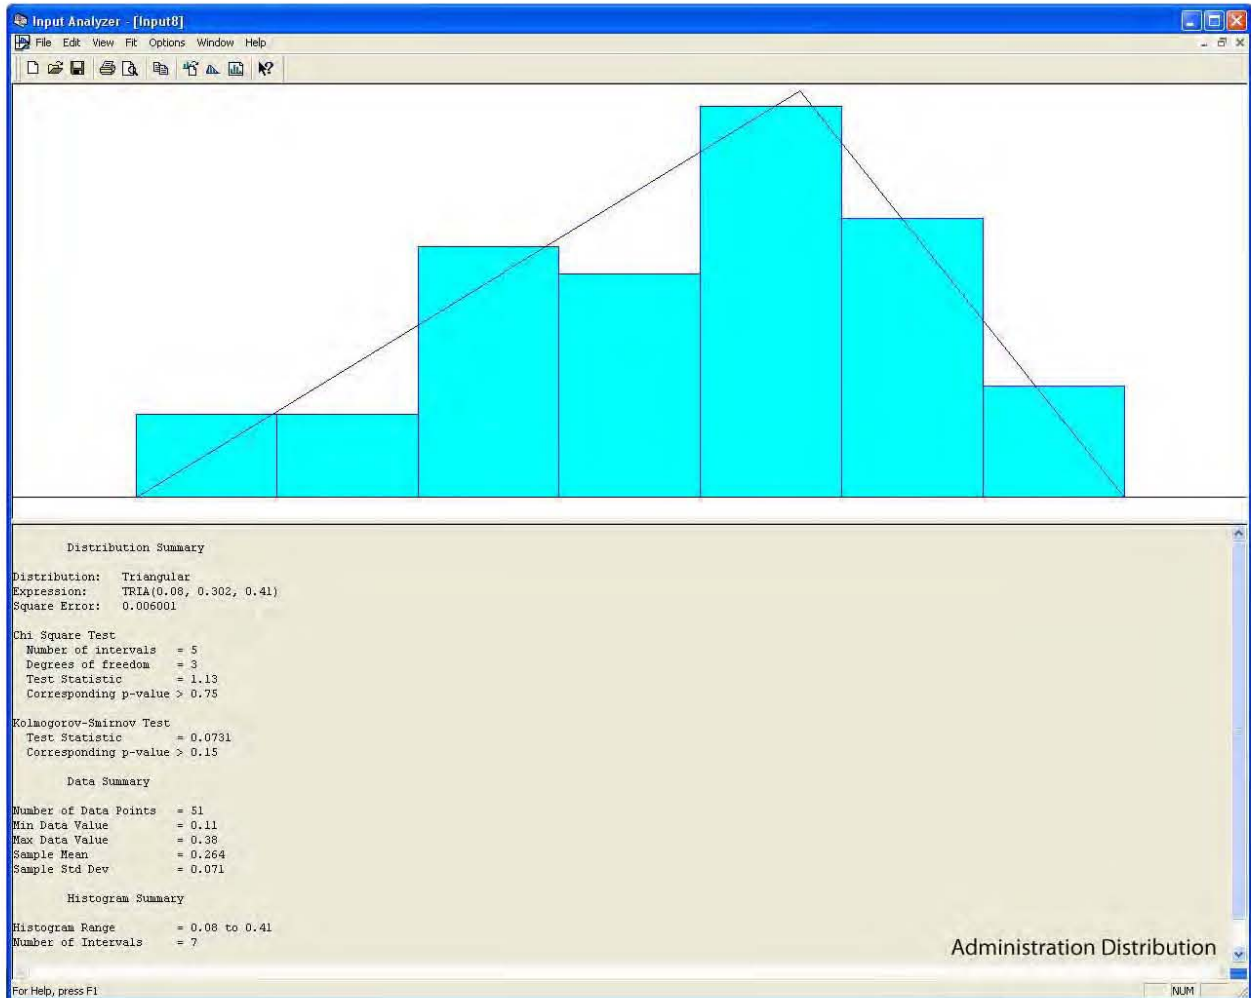 Input Analyzer - [Input8]
File Edit View Fit Options Window Help
Distribution Summary
Distribution: Triangular
Expression: TRIA(0.08, 0.302, 0.41)
Square Error: 0.006001
Chi Square Test
Number of intervals = 5
Degrees of freedom = 3
Test Statistic = 1.13
Corresponding p-value > 0.75
Kolmogorov-Smirnov Test
Test Statistic = 0.0731
Corresponding p-value > 0.15
Data Summary
Number of Data Points = 51
Min Data Value = 0.11
Max Data Value = 0.38
Sample Mean = 0.264
Sample Std Dev = 0.071
Histogram Summary
Histogram Range = 0.08 to 0.41
Number of Intervals = 7
Administration Distribution
For Help, press F1 NUM